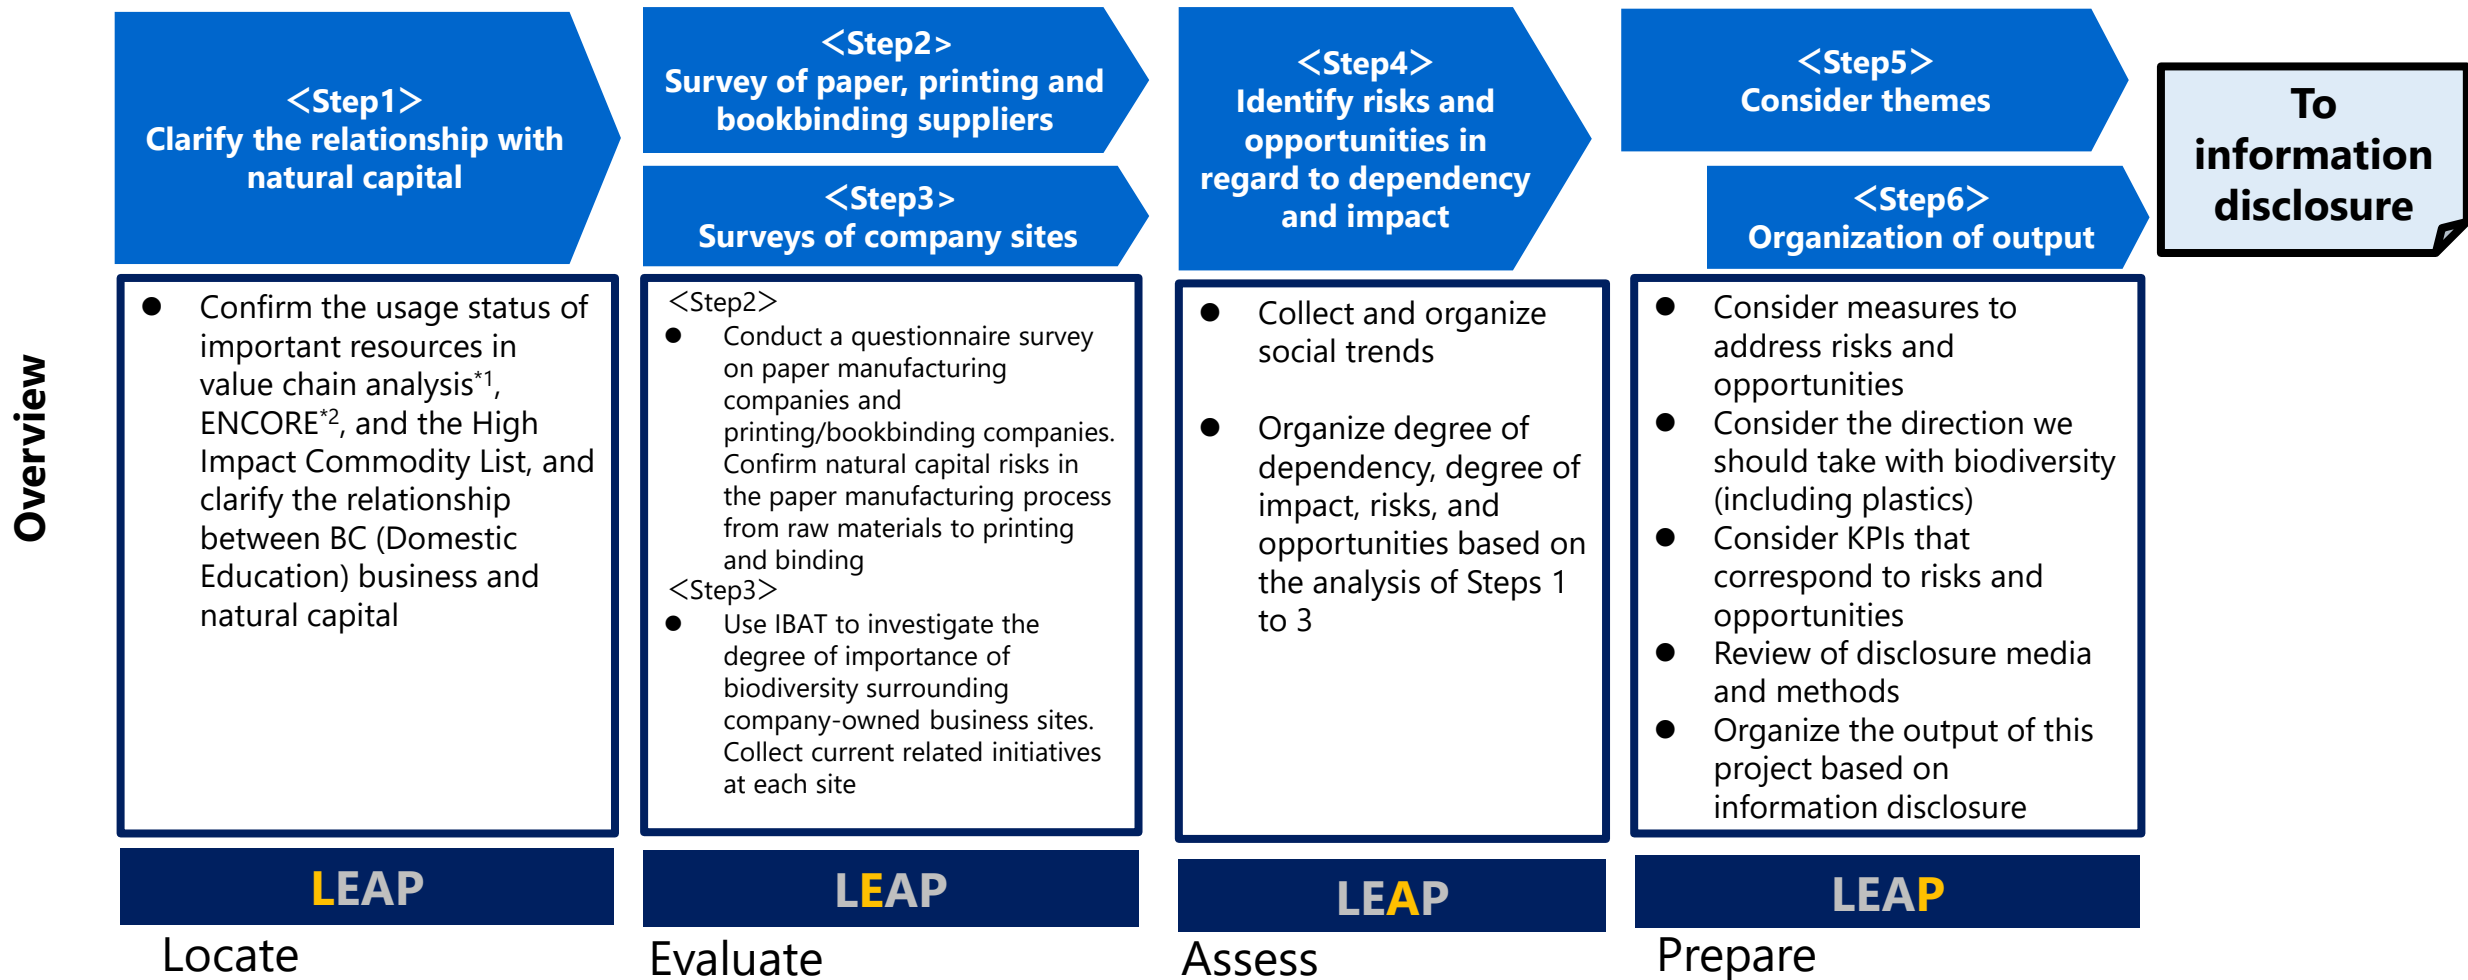 Overview
＜Step1＞
Clarify the relationship with
natural capital
● Confirm the usage status of
important resources in
value chain analysis*1,
ENCORE*2, and the High
Impact Commodity List, and
clarify the relationship
between BC (Domestic
Education) business and
natural capital
LEAP
Locate
＜Step2>
Survey of paper, printing and
bookbinding suppliers
＜Step3>
Surveys of company sites
＜Step2＞
● Conduct a questionnaire survey
on paper manufacturing
companies and
printing/bookbinding companies.
Confirm natural capital risks in
the paper manufacturing process
from raw materials to printing
and binding
＜Step3＞
● Use IBAT to investigate the
degree of importance of
biodiversity surrounding
company-owned business sites.
Collect current related initiatives
at each site
LEAP
Evaluate
＜Step4＞
Identify risks and
opportunities in
regard to dependency
and impact
● Collect and organize
social trends
● Organize degree of
dependency, degree of
impact, risks, and
opportunities based on
the analysis of Steps 1
to 3
LEAP
Assess
＜Step5＞
Consider themes
＜Step6＞
Organization of output
● Consider measures to
address risks and
opportunities
● Consider the direction we
should take with biodiversity
(including plastics)
● Consider KPIs that
correspond to risks and
opportunities
● Review of disclosure media
and methods
● Organize the output of this
project based on
information disclosure
LEAP
Prepare
To
information
disclosure